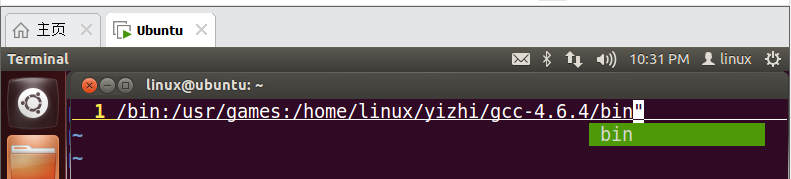 主页
Ubuntu
Terminal
10:31 PM
linux
linux@ubuntu: ~
1 /bin:/usr/games:/home/linux/yizhi/gcc-4.6.4/bin"
~ bin
~